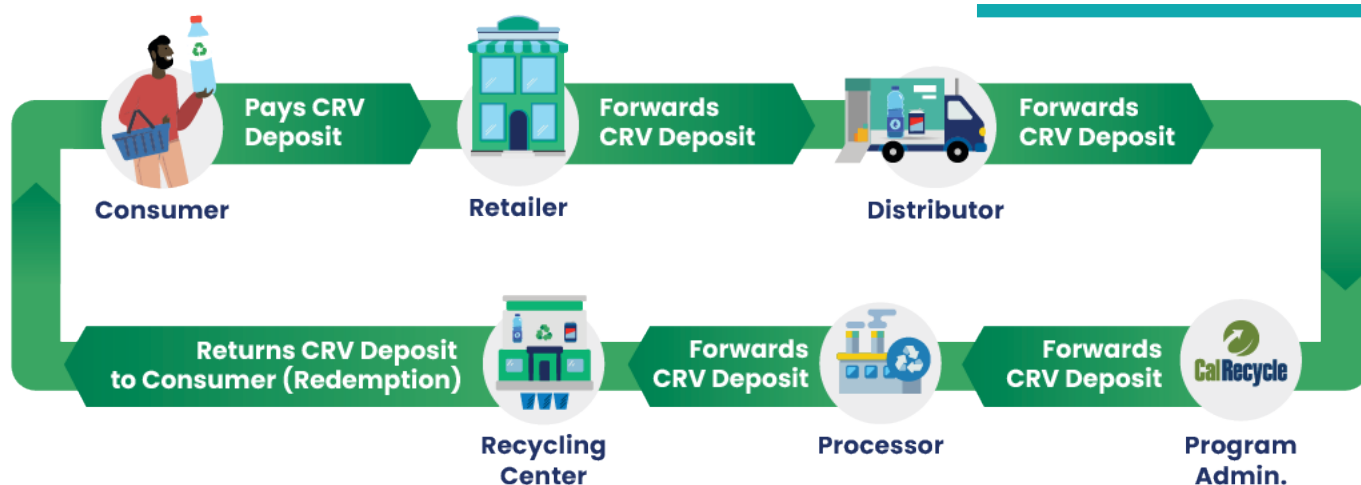 Pays CRV
Deposit
Forwards
CRV Deposit
Forwards
CRV Deposit
Consumer
Retailer
Distributor
Returns CRV Deposit
to Consumer (Redemption)
Forwards
CRV Deposit
Forwards
CRV Deposit
CalRecycle
Recycling
Center
Processor
Program
Admin.